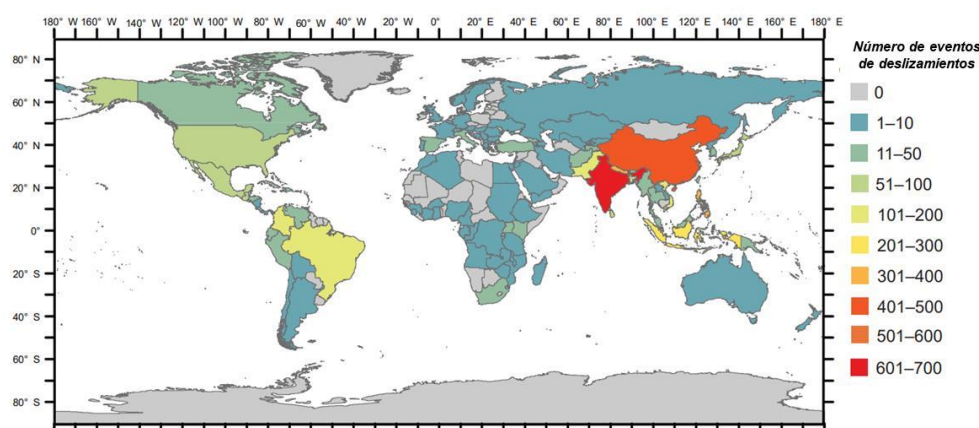 180° W 160° W 140° W 120° W 100° W 80° W 60° W 40° W 20° W 0° 20° E 40° E 60° E 80° E 100° E 120° E 140° E 160° E 180° E
Número de eventos
de deslizamientos
80° N
60° N
40° N
20° N
0°
20° S
40° S
60° S
80° S
0
1–10
11–50
51–100
101–200
201–300
301–400
401–500
501–600
601–700